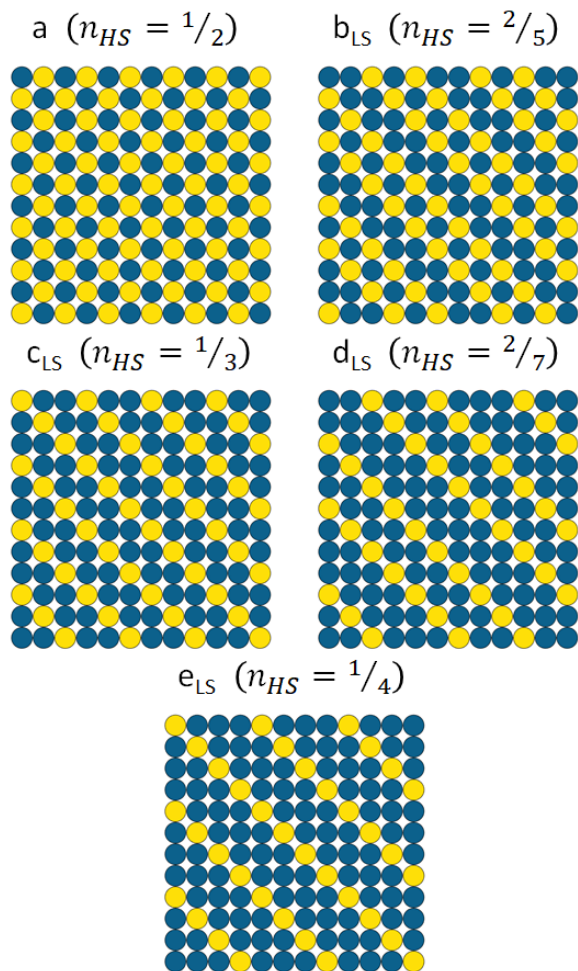 a (n_HS = 1/2)
b_LS (n_HS = 2/5)
c_LS (n_HS = 1/3)
d_LS (n_HS = 2/7)
e_LS (n_HS = 1/4)